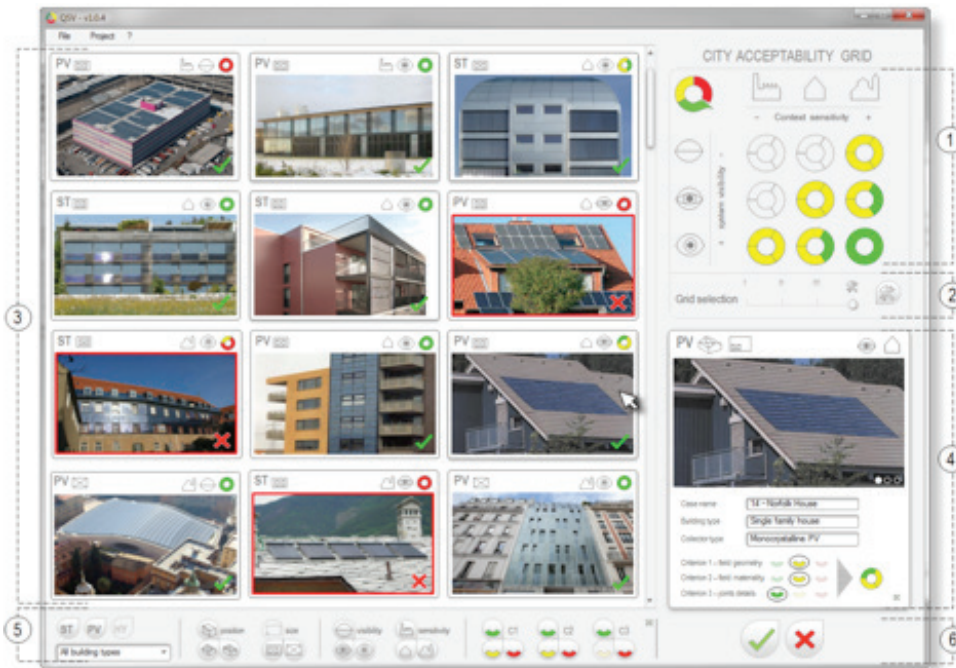 QSV - v1.0.4
File Project ?
PV
PV
ST
ST
ST
PV
ST
PV
PV
PV
ST
PV
CITY ACCEPTABILITY GRID
- Context sensitivity +
+ system visibility -
Grid selection
PV
Case name 14 - Norfolk House
Building type Single family house
Collector type Monocrystalline PV
Criterion 1 - field geometry
Criterion 2 - field materiality
Criterion 3 - joints details
ST PV
All building types
position size visibility sensitivity C1 C2 C3
1
2
3
4
5
6